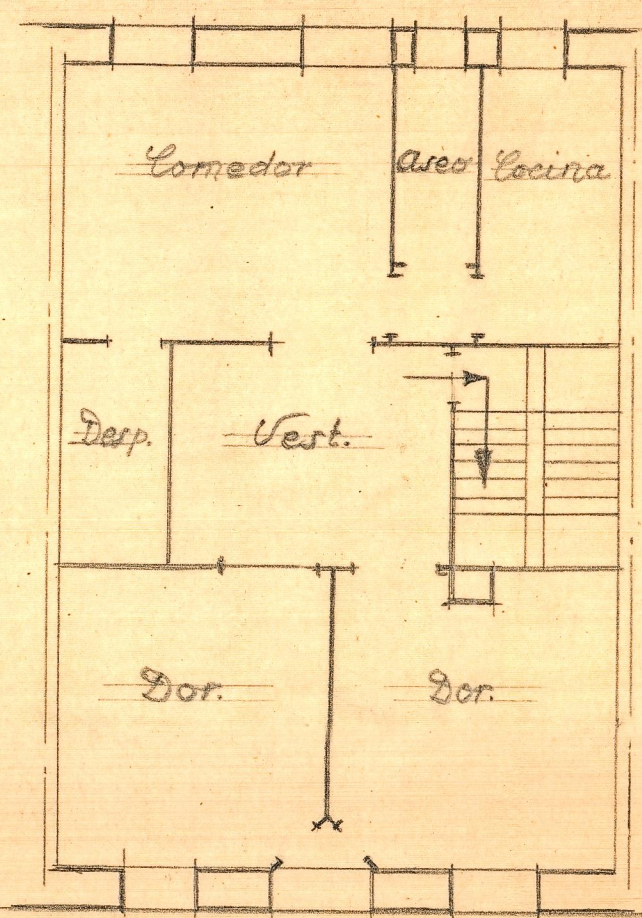 Comedor
Aseo
Cocina
Desp.
Vest.
Dor.
Dor.